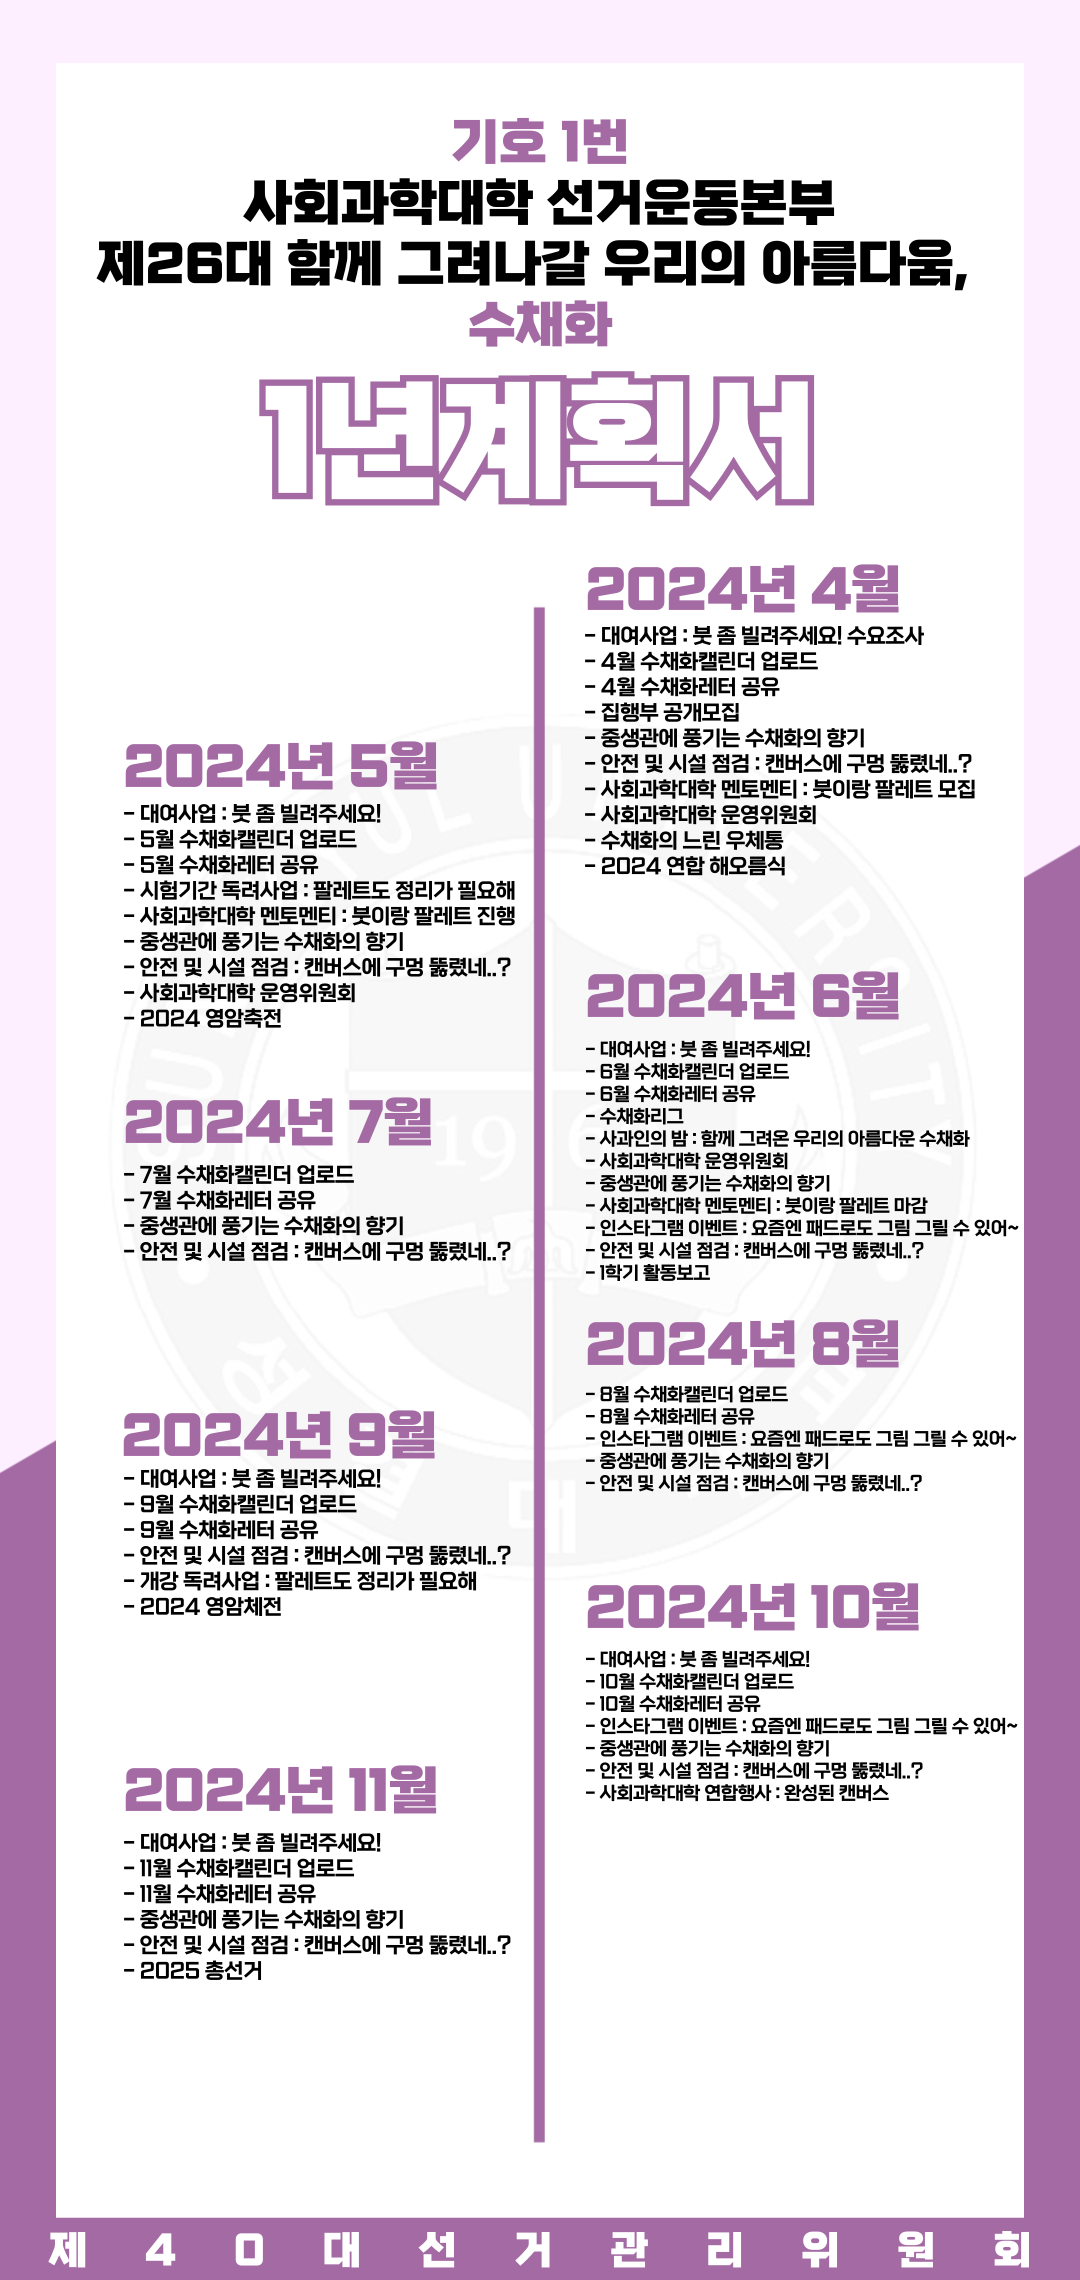 기호 1번
사회과학대학 선거운동본부
제26대 함께 그려나갈 우리의 아름다움,
수채화
1년계획서
2024년 4월
- 대여사업 : 붓 좀 빌려주세요! 수요조사
- 4월 수채화캘린더 업로드
- 4월 수채화레터 공유
- 집행부 공개모집
- 중생관에 풍기는 수채화의 향기
- 안전 및 시설 점검 : 캔버스에 구멍 뚫렸네..?
- 사회과학대학 멘토멘티 : 붓이랑 팔레트 모집
- 사회과학대학 운영위원회
- 수채화의 느린 우체통
- 2024 연합 해오름식
2024년 5월
- 대여사업 : 붓 좀 빌려주세요!
- 5월 수채화캘린더 업로드
- 5월 수채화레터 공유
- 시험기간 독려사업 : 팔레트도 정리가 필요해
- 사회과학대학 멘토멘티 : 붓이랑 팔레트 진행
- 중생관에 풍기는 수채화의 향기
- 안전 및 시설 점검 : 캔버스에 구멍 뚫렸네..?
- 사회과학대학 운영위원회
- 2024 영암축전
2024년 6월
- 대여사업 : 붓 좀 빌려주세요!
- 6월 수채화캘린더 업로드
- 6월 수채화레터 공유
- 수채화리그
- 사과인의 밤 : 함께 그려온 우리의 아름다운 수채화
- 사회과학대학 운영위원회
- 중생관에 풍기는 수채화의 향기
- 사회과학대학 멘토멘티 : 붓이랑 팔레트 마감
- 인스타그램 이벤트 : 요즘엔 패드로도 그림 그릴 수 있어~
- 안전 및 시설 점검 : 캔버스에 구멍 뚫렸네..?
- 1학기 활동보고
2024년 7월
- 7월 수채화캘린더 업로드
- 7월 수채화레터 공유
- 중생관에 풍기는 수채화의 향기
- 안전 및 시설 점검 : 캔버스에 구멍 뚫렸네..?
2024년 8월
- 8월 수채화캘린더 업로드
- 8월 수채화레터 공유
- 인스타그램 이벤트 : 요즘엔 패드로도 그림 그릴 수 있어~
- 중생관에 풍기는 수채화의 향기
- 안전 및 시설 점검 : 캔버스에 구멍 뚫렸네..?
2024년 9월
- 대여사업 : 붓 좀 빌려주세요!
- 9월 수채화캘린더 업로드
- 9월 수채화레터 공유
- 안전 및 시설 점검 : 캔버스에 구멍 뚫렸네..?
- 개강 독려사업 : 팔레트도 정리가 필요해
- 2024 영암체전
2024년 10월
- 대여사업 : 붓 좀 빌려주세요!
- 10월 수채화캘린더 업로드
- 10월 수채화레터 공유
- 인스타그램 이벤트 : 요즘엔 패드로도 그림 그릴 수 있어~
- 중생관에 풍기는 수채화의 향기
- 안전 및 시설 점검 : 캔버스에 구멍 뚫렸네..?
- 사회과학대학 연합행사 : 완성된 캔버스
2024년 11월
- 대여사업 : 붓 좀 빌려주세요!
- 11월 수채화캘린더 업로드
- 11월 수채화레터 공유
- 중생관에 풍기는 수채화의 향기
- 안전 및 시설 점검 : 캔버스에 구멍 뚫렸네..?
- 2025 총선거
제40대선거관리위원회